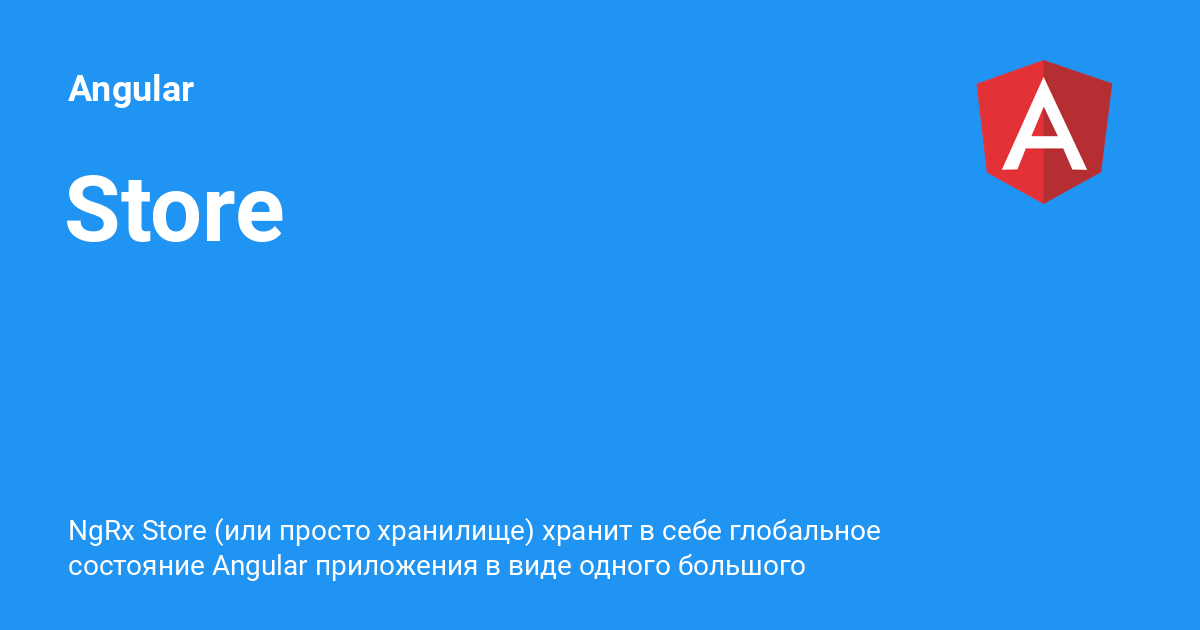 Angular
Store
NgRx Store (или просто хранилище) хранит в себе глобальное
состояние Angular приложения в виде одного большого